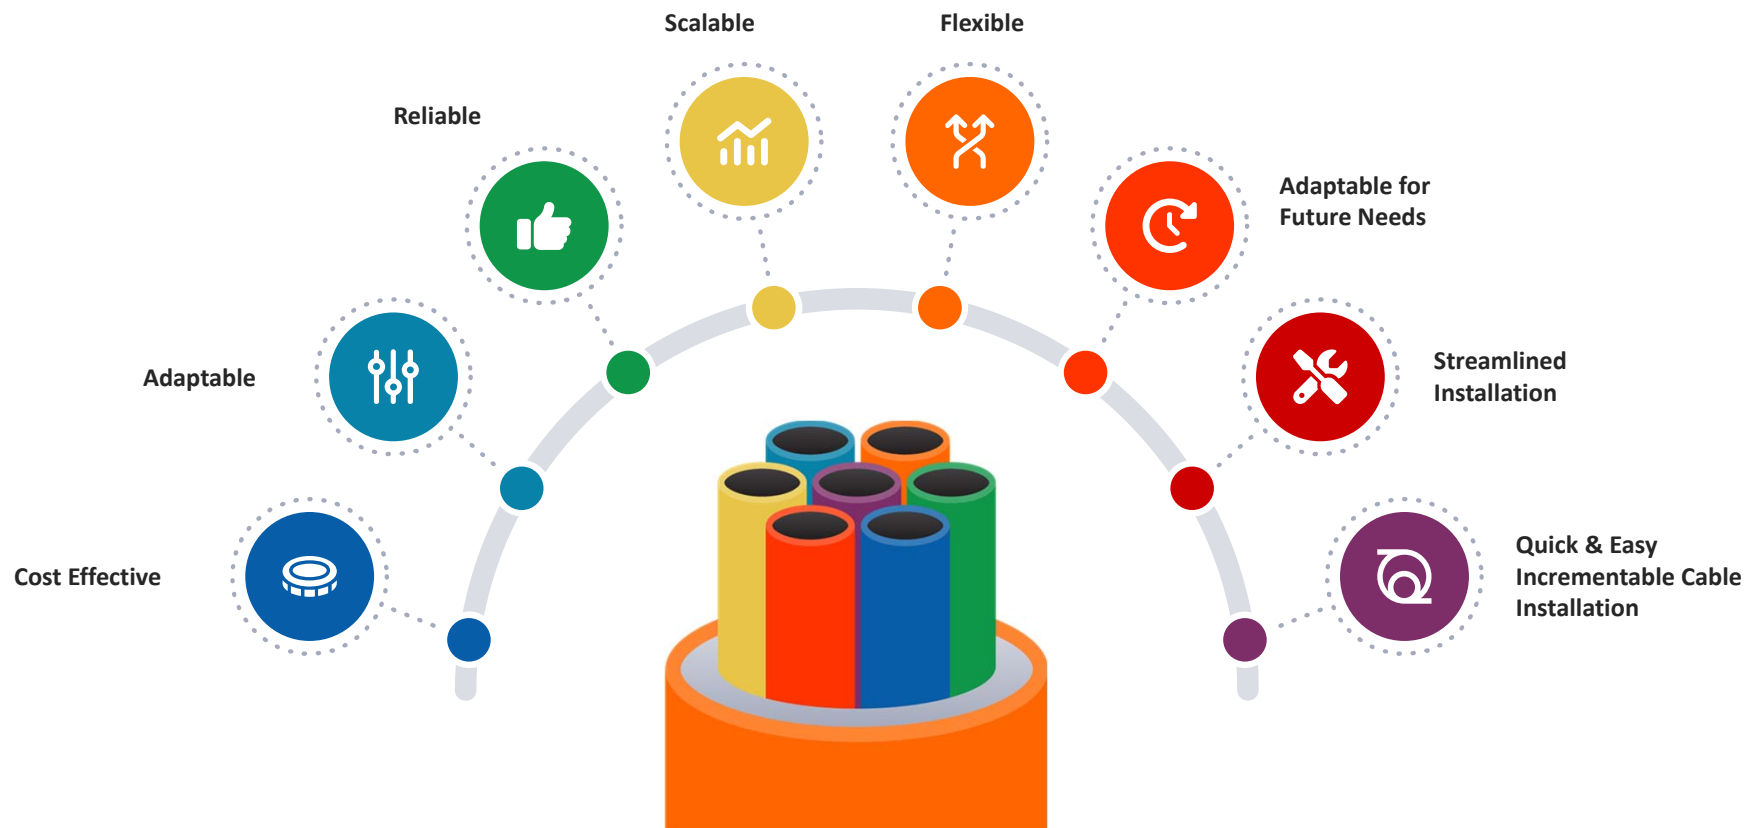 Scalable
Flexible
Reliable
Adaptable for
Future Needs
Adaptable
Streamlined
Installation
Cost Effective
Quick & Easy
Incrementable Cable
Installation